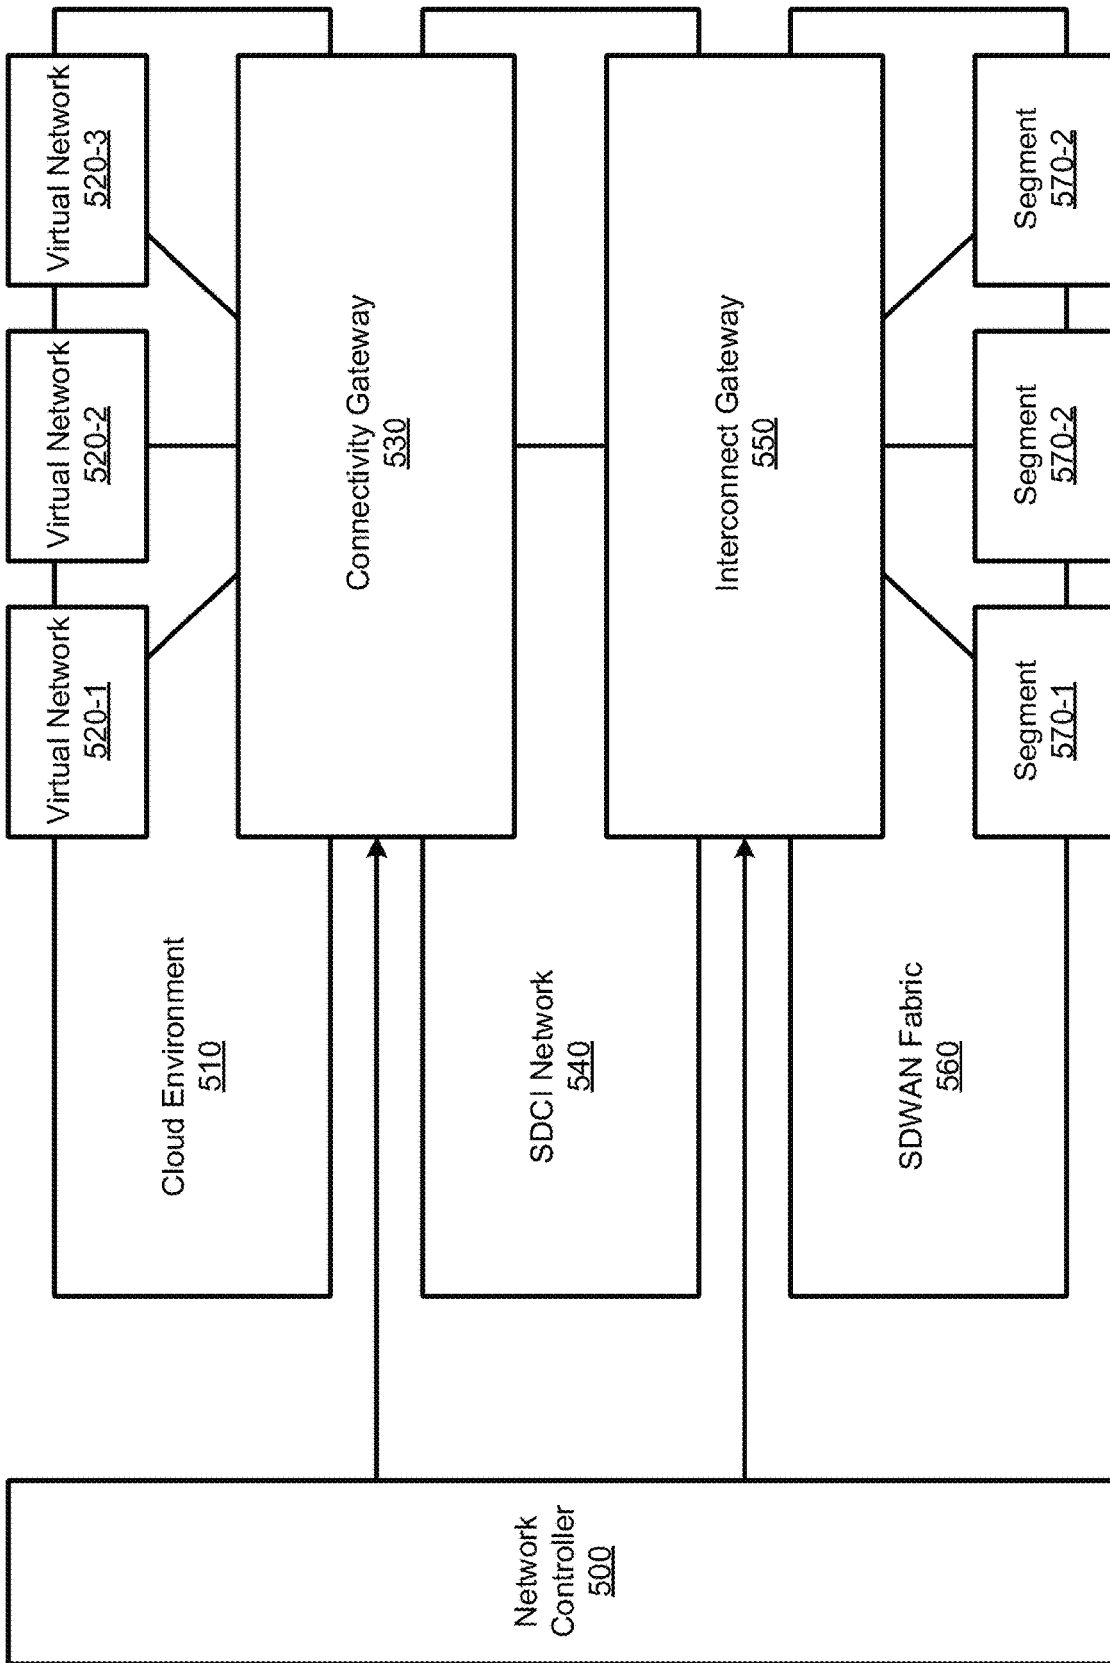 Network
Controller
500
Virtual Network
520-1
Virtual Network
520-2
Virtual Network
520-3
Cloud Environment
510
Connectivity Gateway
530
SDCI Network
540
Interconnect Gateway
550
SDWAN Fabric
560
Segment
570-1
Segment
570-2
Segment
570-2